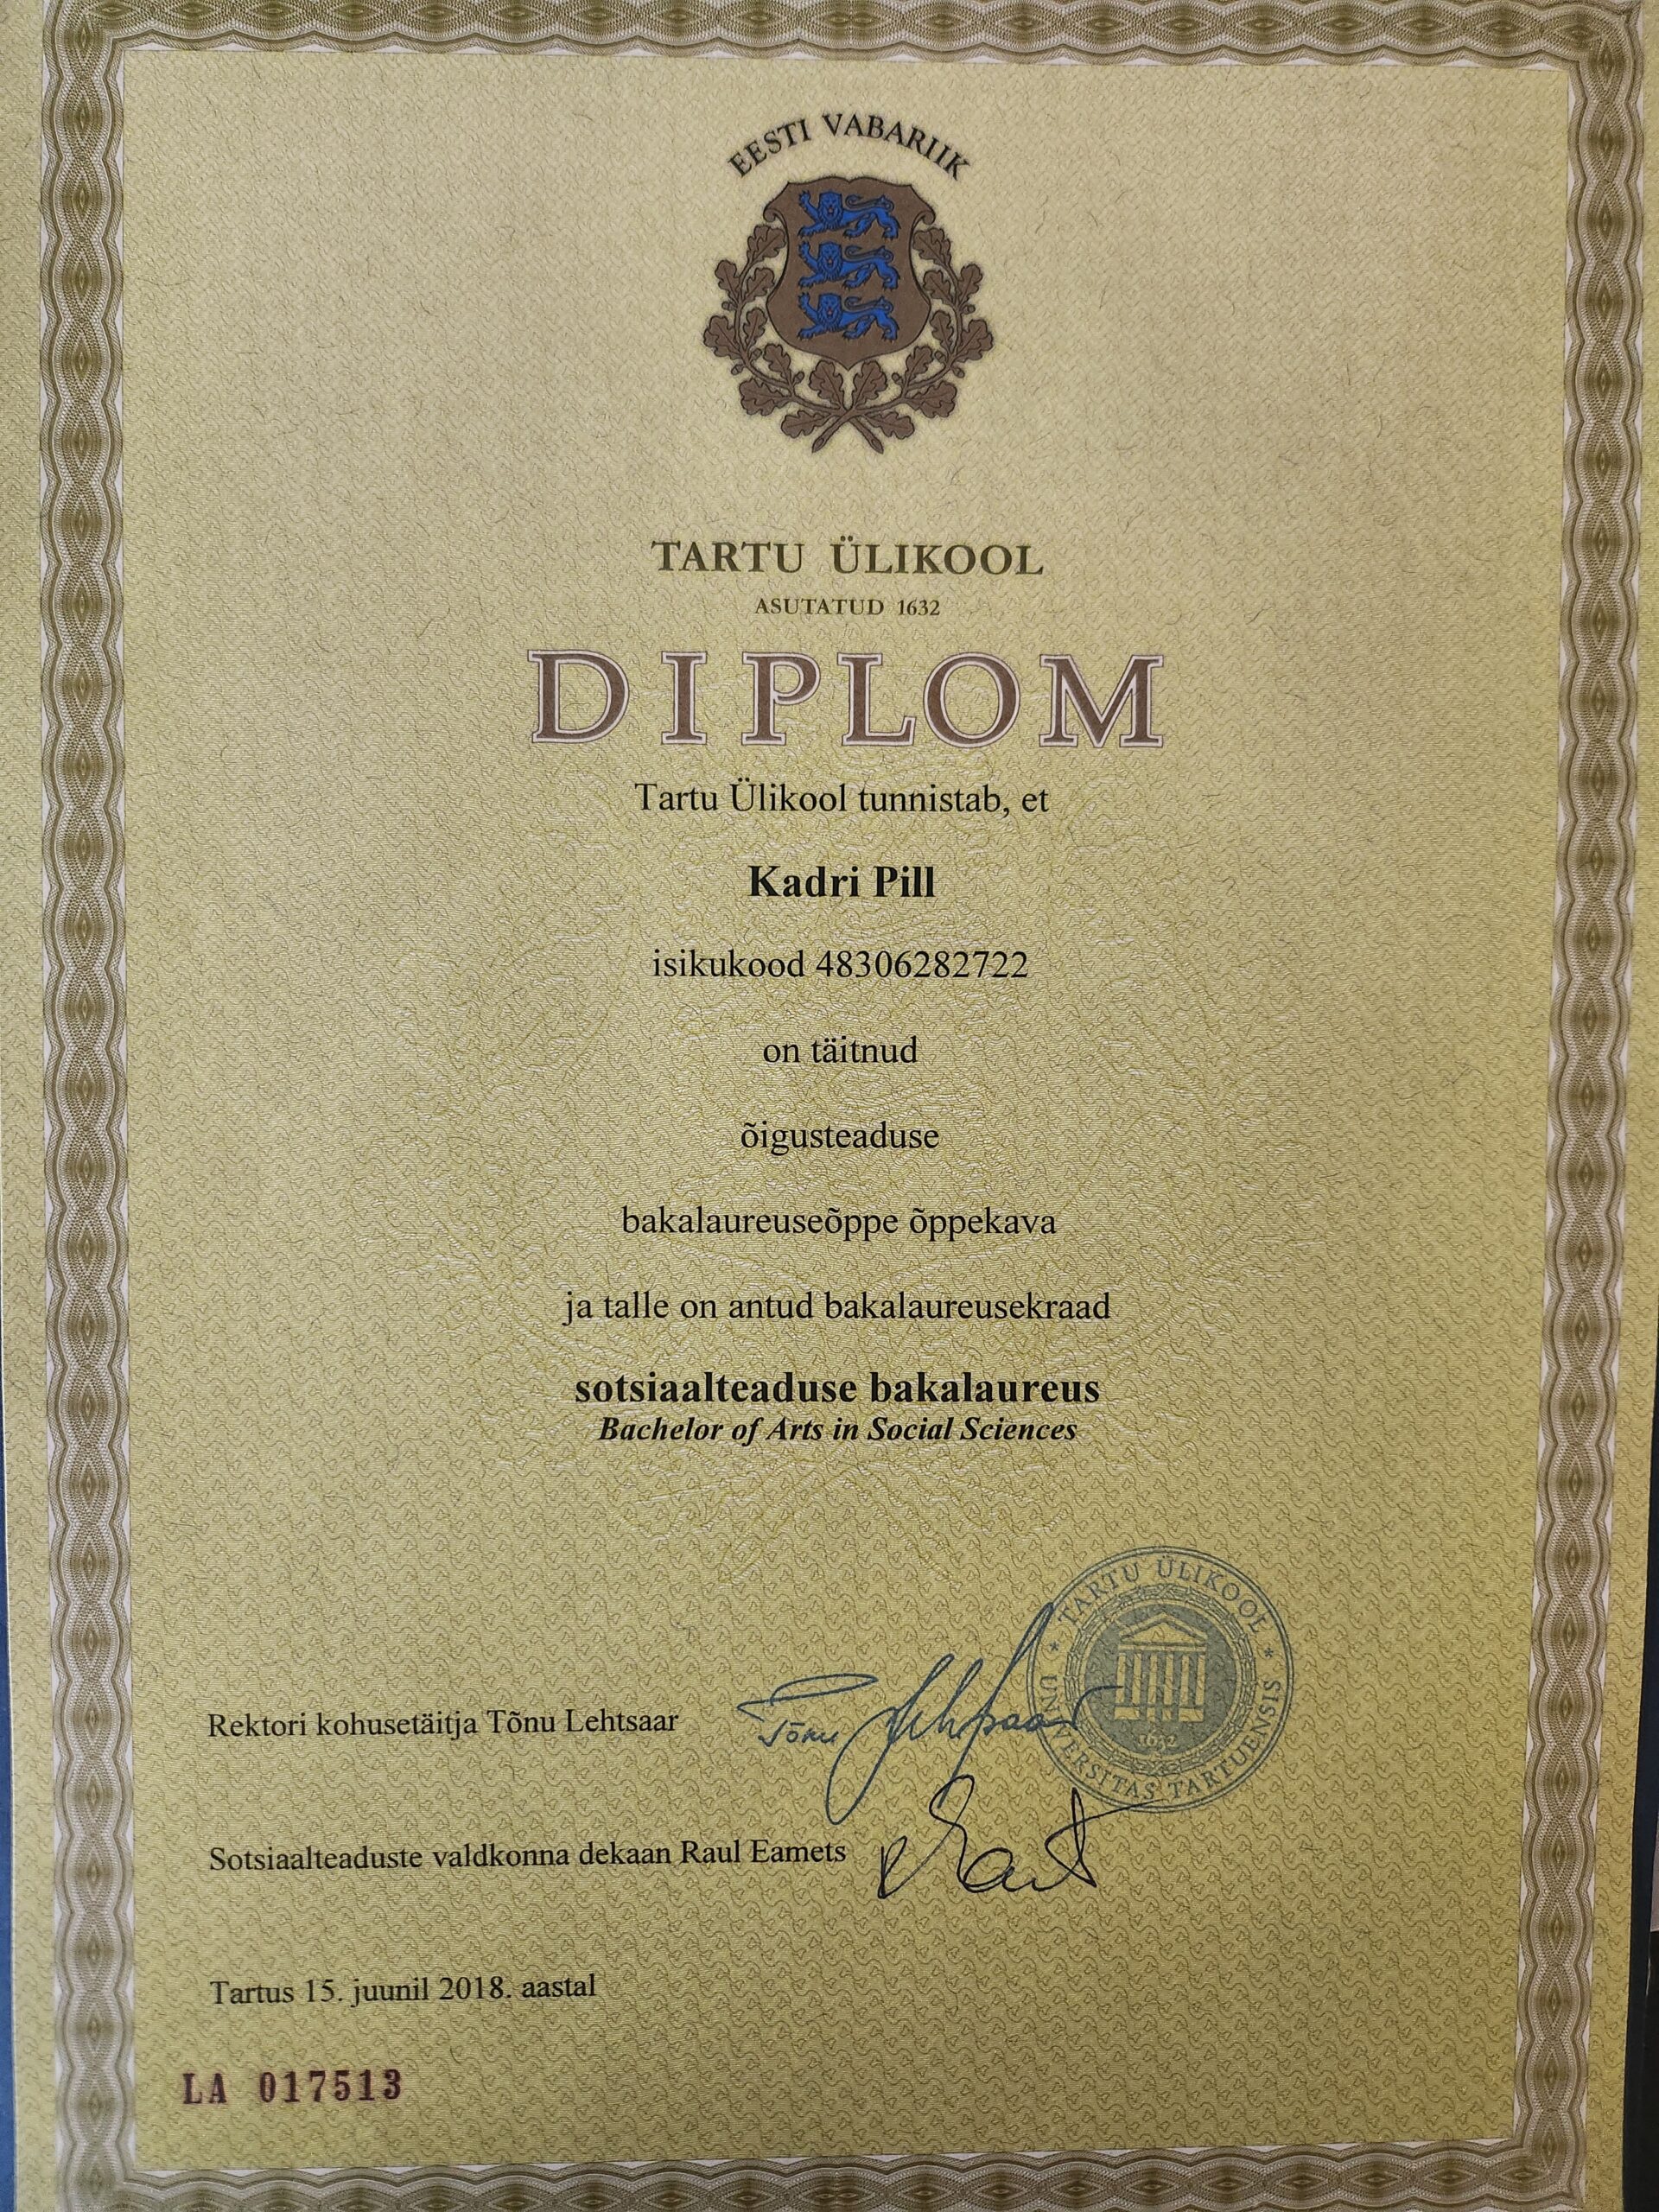 EESTI VABARIIK
TARTU ÜLIKOOL
ASUTATUD 1632
DIPLOM
Tartu Ülikool tunnistab, et
Kadri Pill
isikukood 48306282722
on täitnud
õigusteaduse
bakalaureuseõppe õppekava
ja talle on antud bakalaureusekraad
sotsiaalteaduse bakalaureus
Bachelor of Arts in Social Sciences
TARTU ÜLIKOOL
1632
UNIVERSITAS TARTUENSIS
Rektori kohusetäitja Tõnu Lehtsaar
Tõnu Lehtsaar
Sotsiaalteaduste valdkonna dekaan Raul Eamets
Tartus 15. juunil 2018. aastal
LA 017513